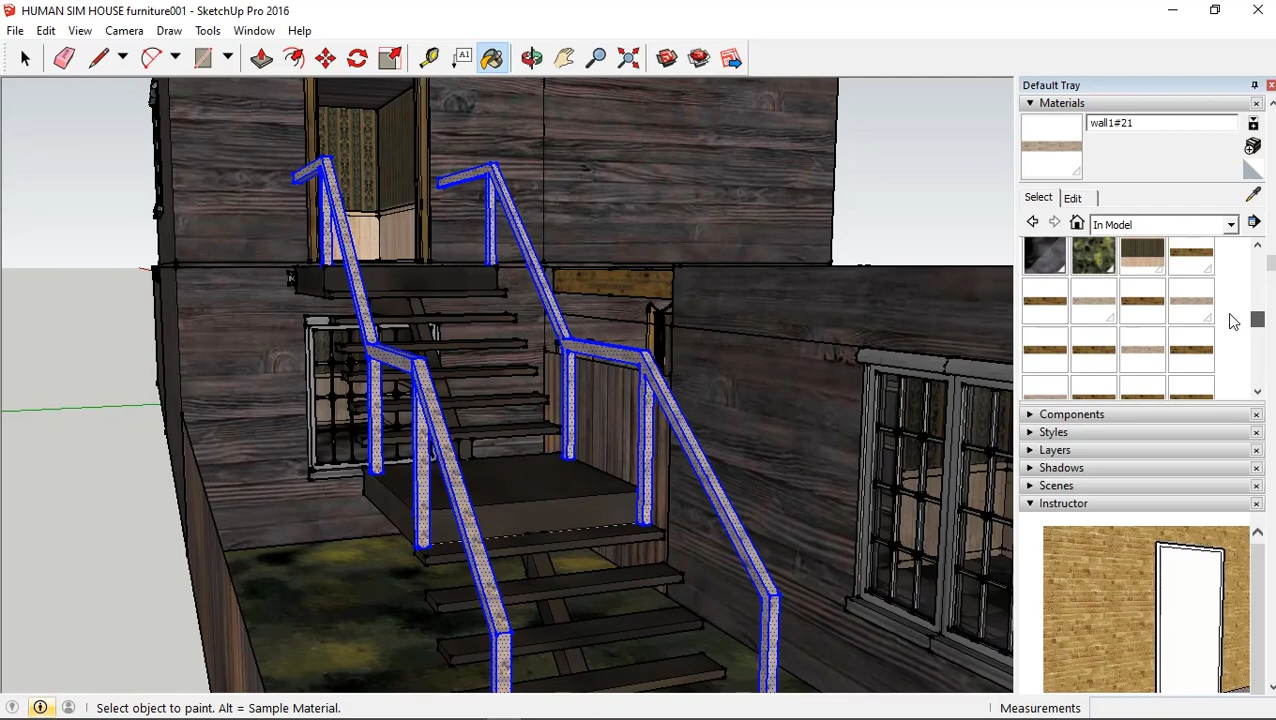 HUMAN SIM HOUSE furniture001 - SketchUp Pro 2016
File Edit View Camera Draw Tools Window Help
A1
Default Tray
Materials
wall1#21
Select Edit
In Model
Components
Styles
Layers
Shadows
Scenes
Instructor
Select object to paint. Alt = Sample Material.
Measurements